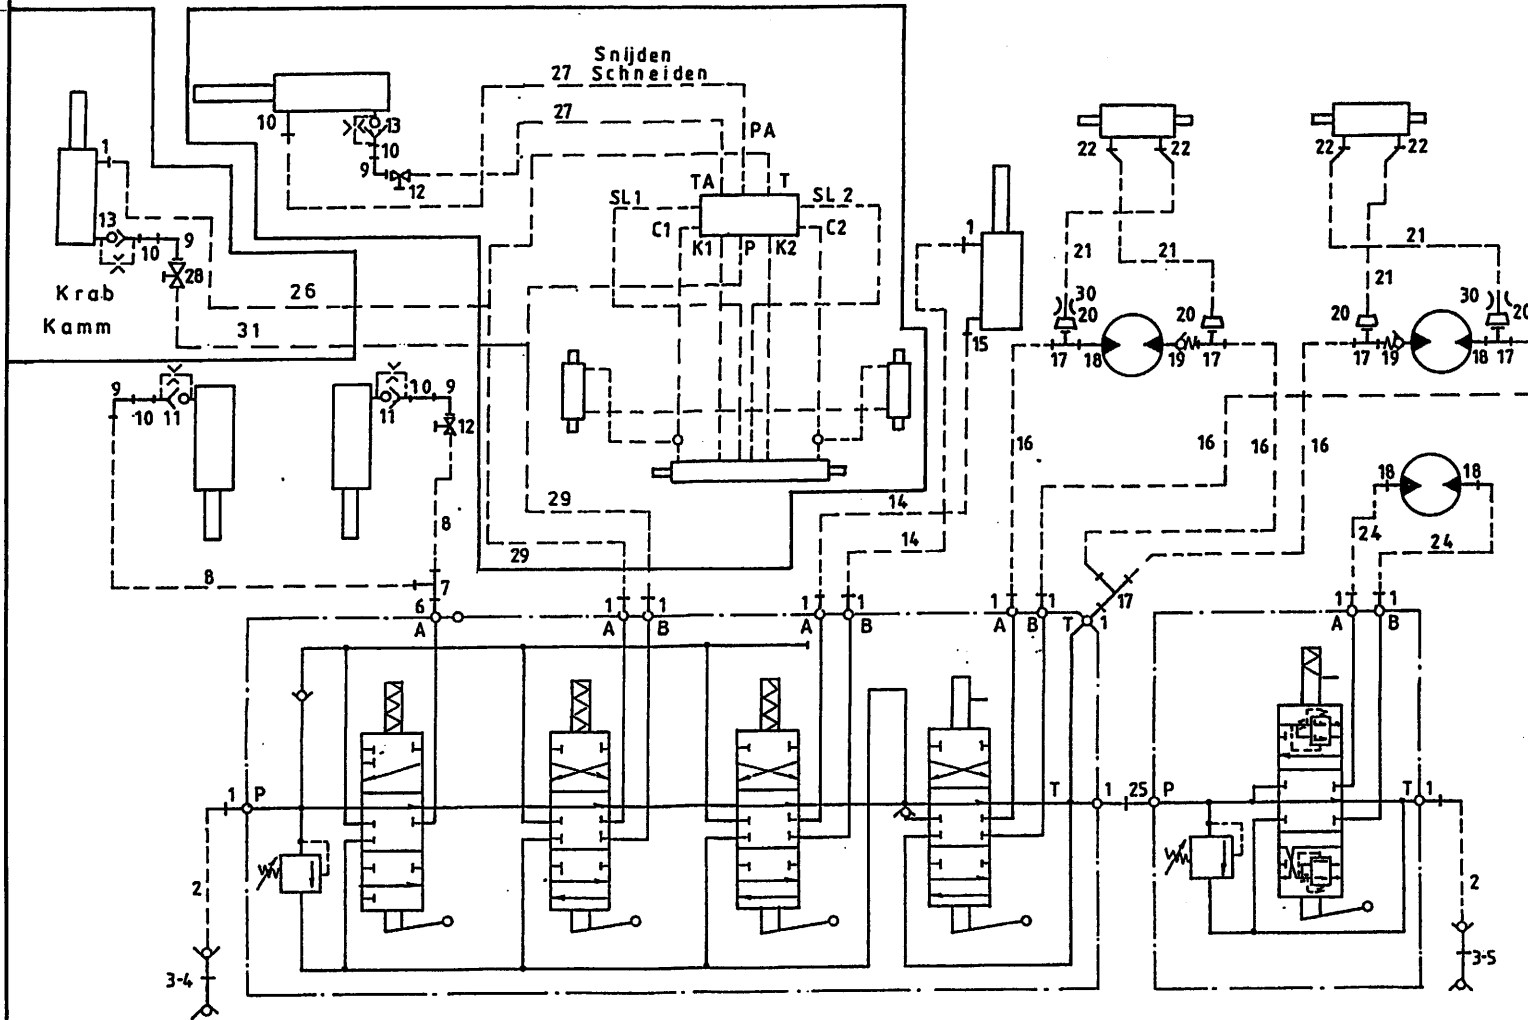 Snijden
27 Schneiden
10 13 27
10 PA
1 9 12 TA T 22 22 22 22
SL1 SL2
C1 C2 1
13 K1 P K2
10 9 21 21 21 21
28
Krab 26 30 30
Kamm 20 20 20 20
31 15
17 18 19 17 17 19 18 17
9 10 9
10 11 11 12
16 16 16 16
18 18
29 14
8 14 24 24
29
8 7
6 1 1 1 1 1 1 17 1 1
A A B A B A B T 1 A B
1 P T 1 25 P T 1
2 2
3-4 3-5